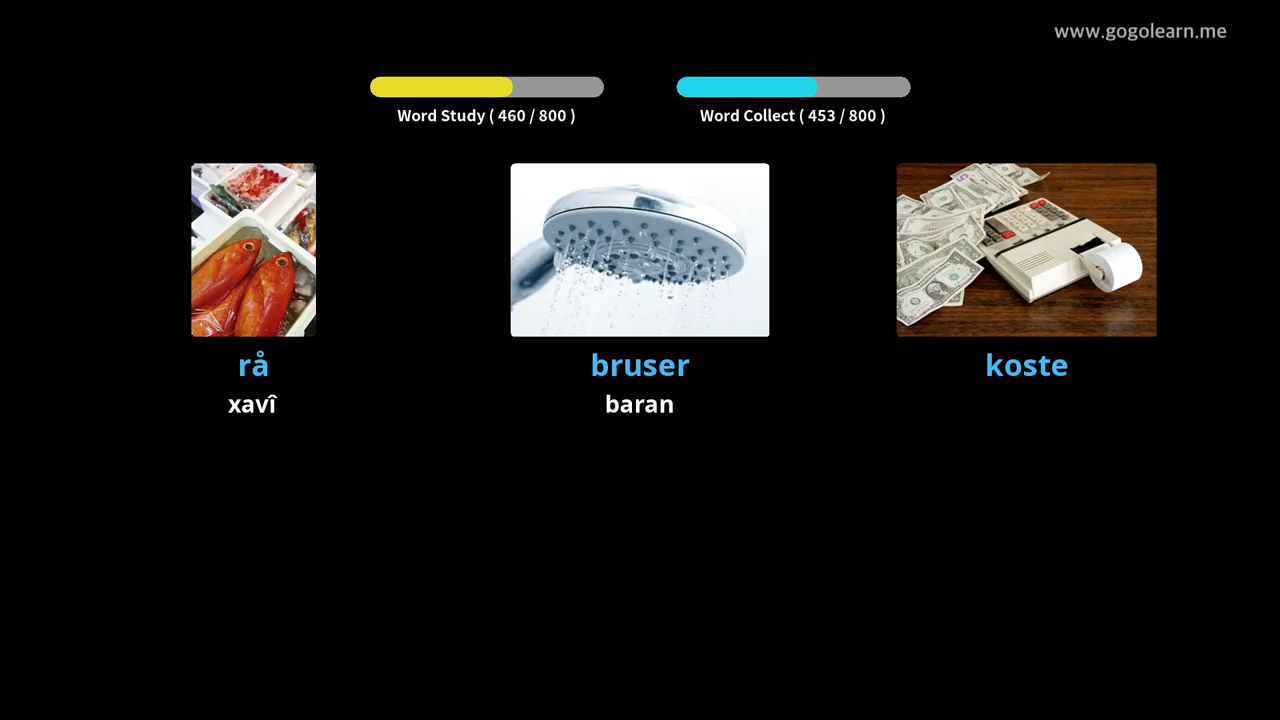 www.gogolearn.me
Word Study ( 460 / 800 )
Word Collect ( 453 / 800 )
rå
bruser
koste
xavî
baran